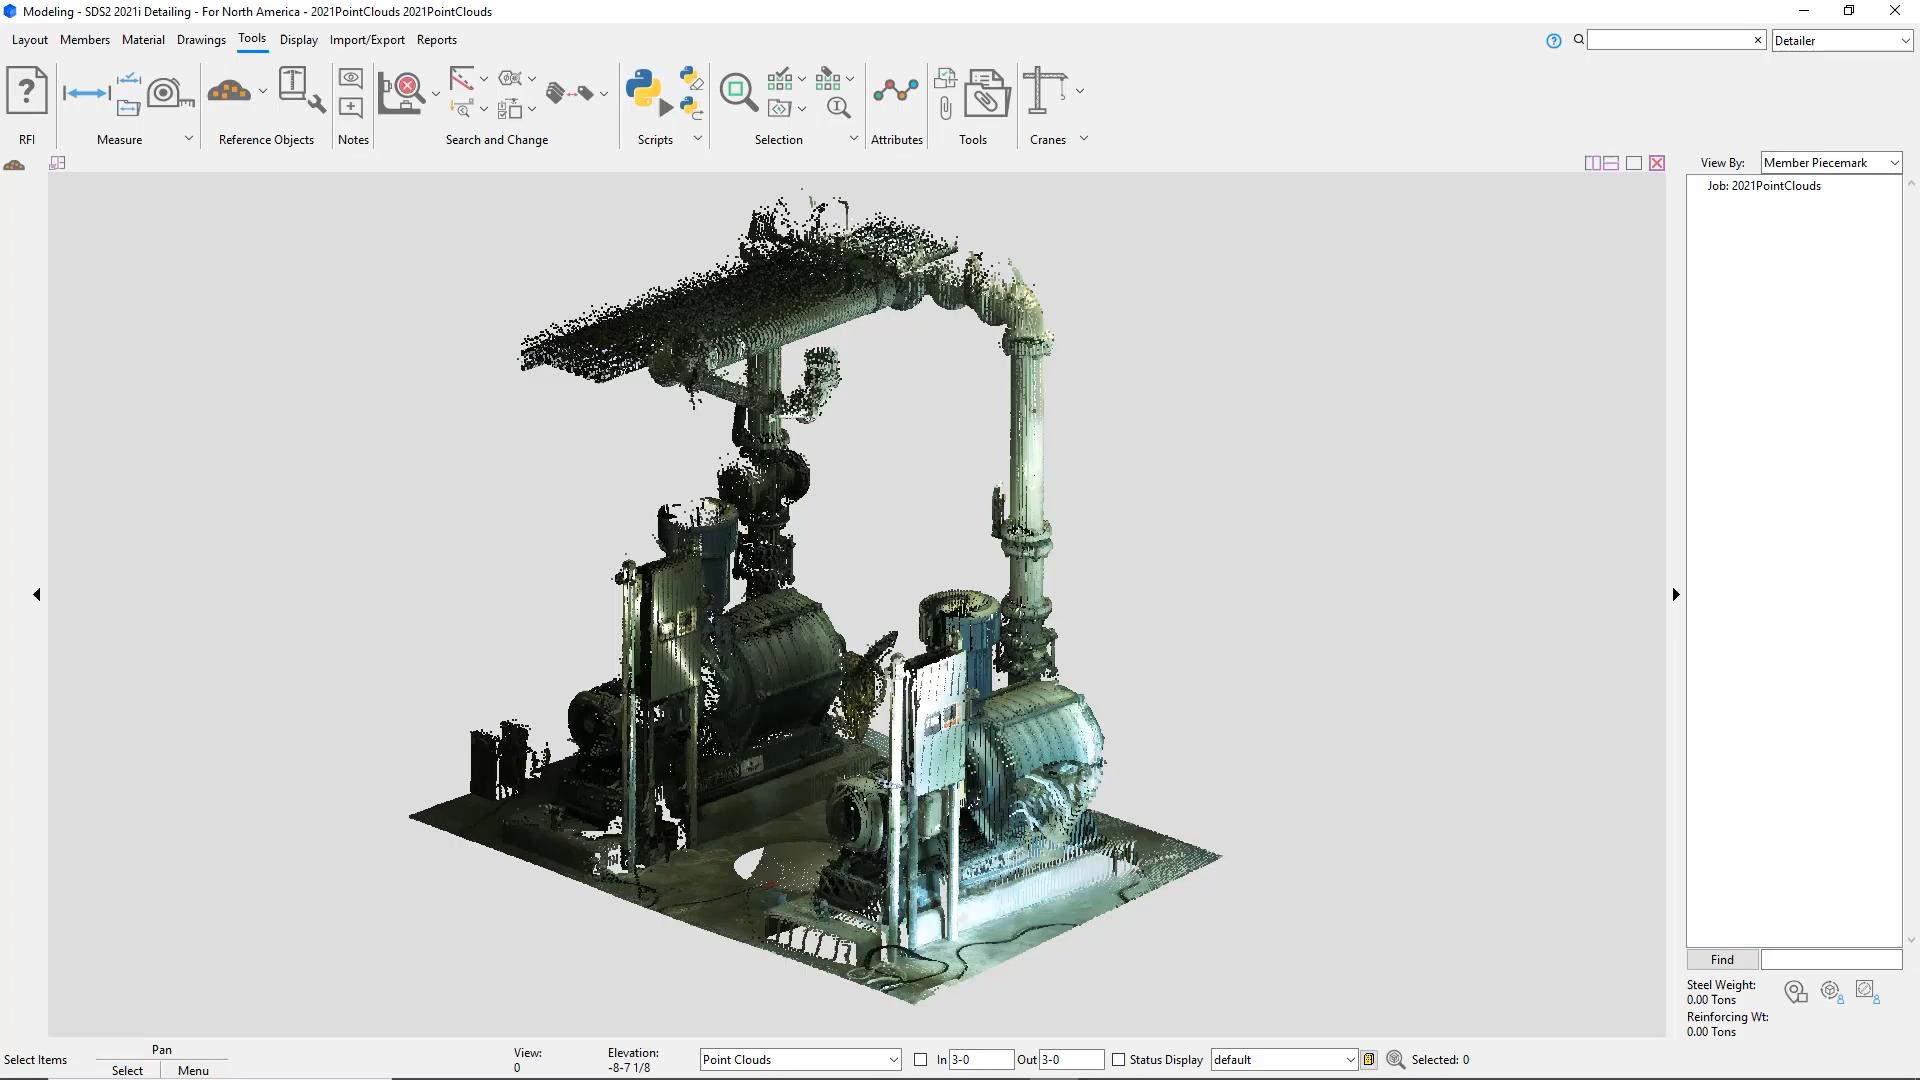 Modeling - SDS2 2021i Detailing - For North America - 2021PointClouds 2021PointClouds
Layout Members Material Drawings Tools Display Import/Export Reports
Detailer
RFI Measure Reference Objects Notes Search and Change Scripts Selection Attributes Tools Cranes
View By: Member Piecemark
Job: 2021PointClouds
Find
Steel Weight:
0.00 Tons
Reinforcing Wt:
0.00 Tons
Select Items
Pan
Select Menu
View:
0
Elevation:
-8-7 1/8
Point Clouds
In 3-0 Out 3-0
Status Display default
Selected: 0